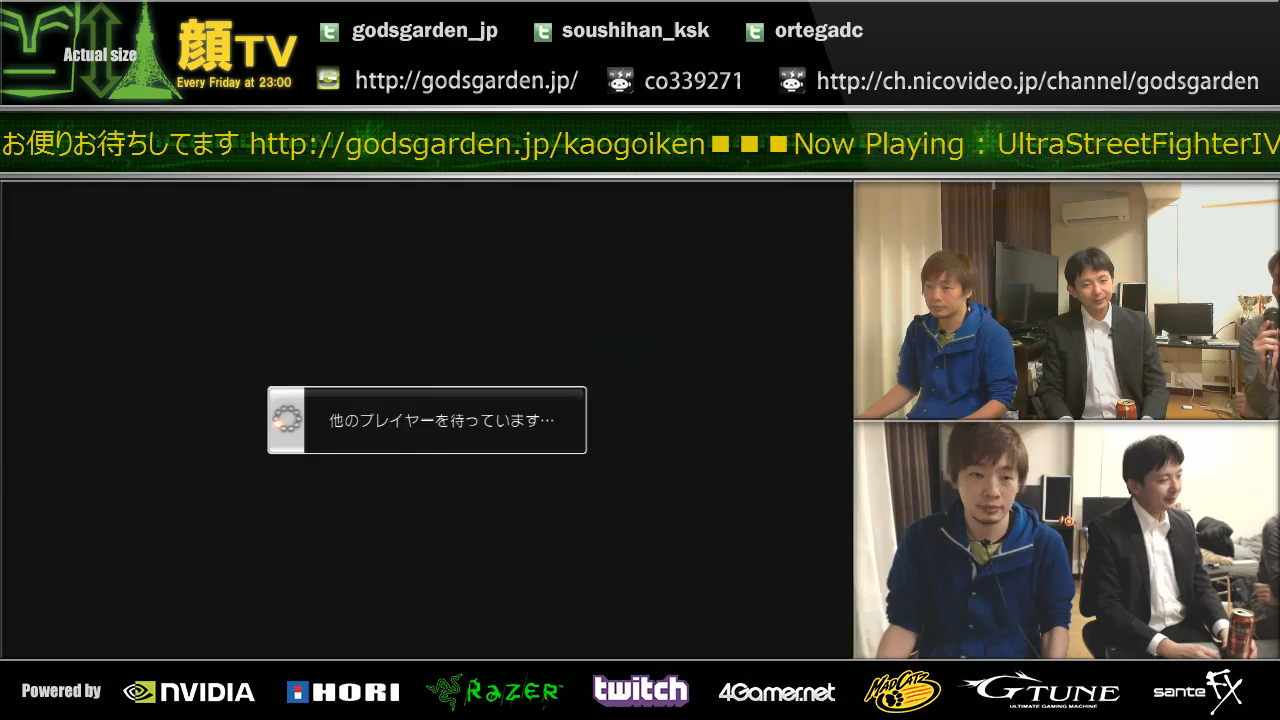 Actual size
顔TV
Every Friday at 23:00
godsgarden_jp
soushihan_ksk
ortegadc
http://godsgarden.jp/
co339271
http://ch.nicovideo.jp/channel/godsgarden
お便りお待ちしてます http://godsgarden.jp/kaogoiken■■■Now Playing : UltraStreetFighterIV
他のプレイヤーを待っています…
Powered by
NVIDIA
HORI
RAZER
twitch
4Gamer.net
MAD CATZ
G TUNE
ULTIMATE GAMING MACHINE
sante FX